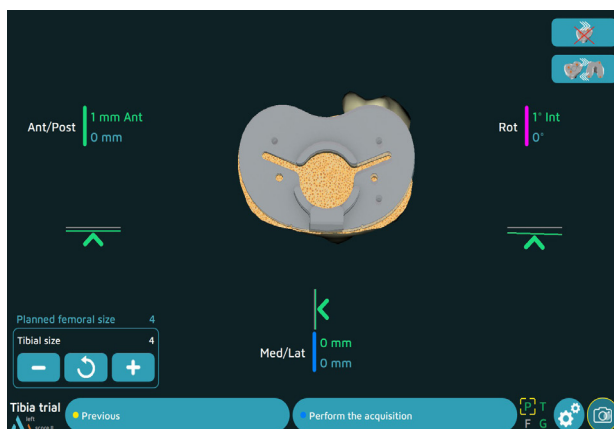 Ant/Post
1 mm Ant
0 mm
Rot
1° Int
0°
Planned femoral size 4
Tibial size 4
Med/Lat
0 mm
0 mm
Tibia trial
left
Previous
Perform the acquisition
P T
F G